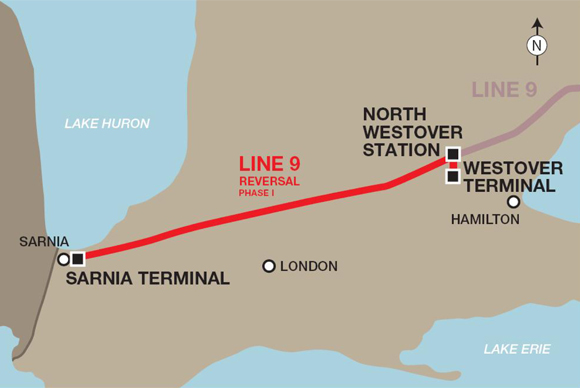 N
LINE 9
LAKE HURON
NORTH
WESTOVER
STATION
LINE 9
REVERSAL
PHASE I
WESTOVER
TERMINAL
HAMILTON
SARNIA
SARNIA TERMINAL
LONDON
LAKE ERIE